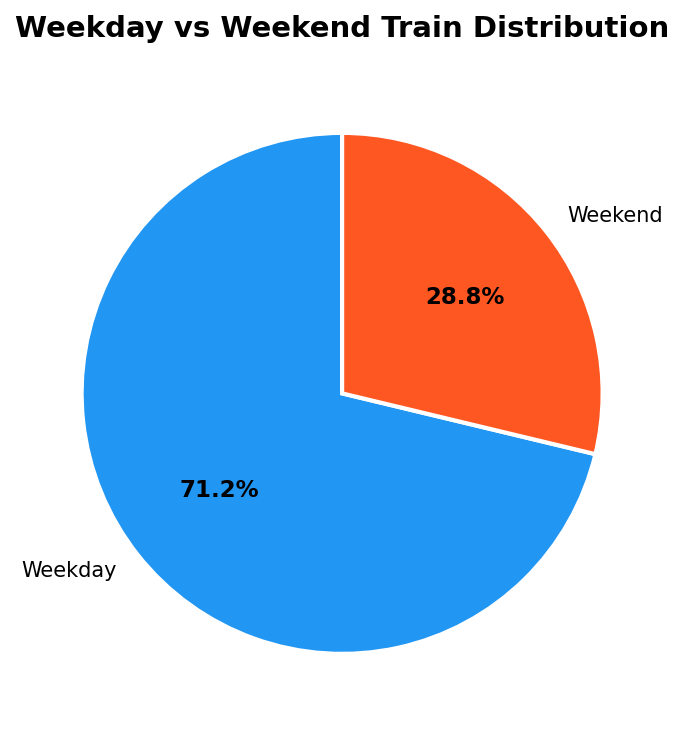 Weekday vs Weekend Train Distribution
Weekend
28.8%
71.2%
Weekday